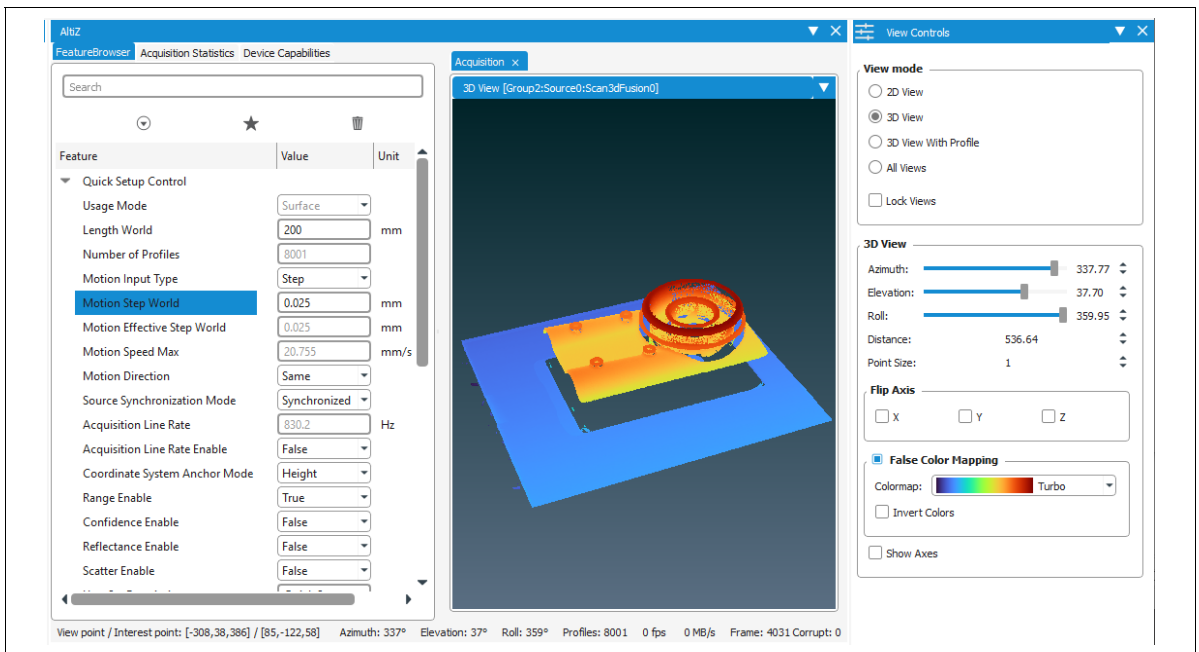 AltiZ
FeatureBrowser Acquisition Statistics Device Capabilities
Search
Feature Value Unit
Quick Setup Control
Usage Mode Surface
Length World 200 mm
Number of Profiles 8001
Motion Input Type Step
Motion Step World 0.025 mm
Motion Effective Step World 0.025 mm
Motion Speed Max 20.755 mm/s
Motion Direction Same
Source Synchronization Mode Synchronized
Acquisition Line Rate 830.2 Hz
Acquisition Line Rate Enable False
Coordinate System Anchor Mode Height
Range Enable True
Confidence Enable False
Reflectance Enable False
Scatter Enable False
Acquisition ×
3D View [Group2:Source0:Scan3dFusion0]
View Controls
View mode
2D View
3D View
3D View With Profile
All Views
Lock Views
3D View
Azimuth: 337.77
Elevation: 37.70
Roll: 359.95
Distance: 536.64
Point Size: 1
Flip Axis
X Y Z
False Color Mapping
Colormap: Turbo
Invert Colors
Show Axes
View point / Interest point: [-308,38,386] / [85,-122,58] Azimuth: 337° Elevation: 37° Roll: 359° Profiles: 8001 0 fps 0 MB/s Frame: 4031 Corrupt: 0